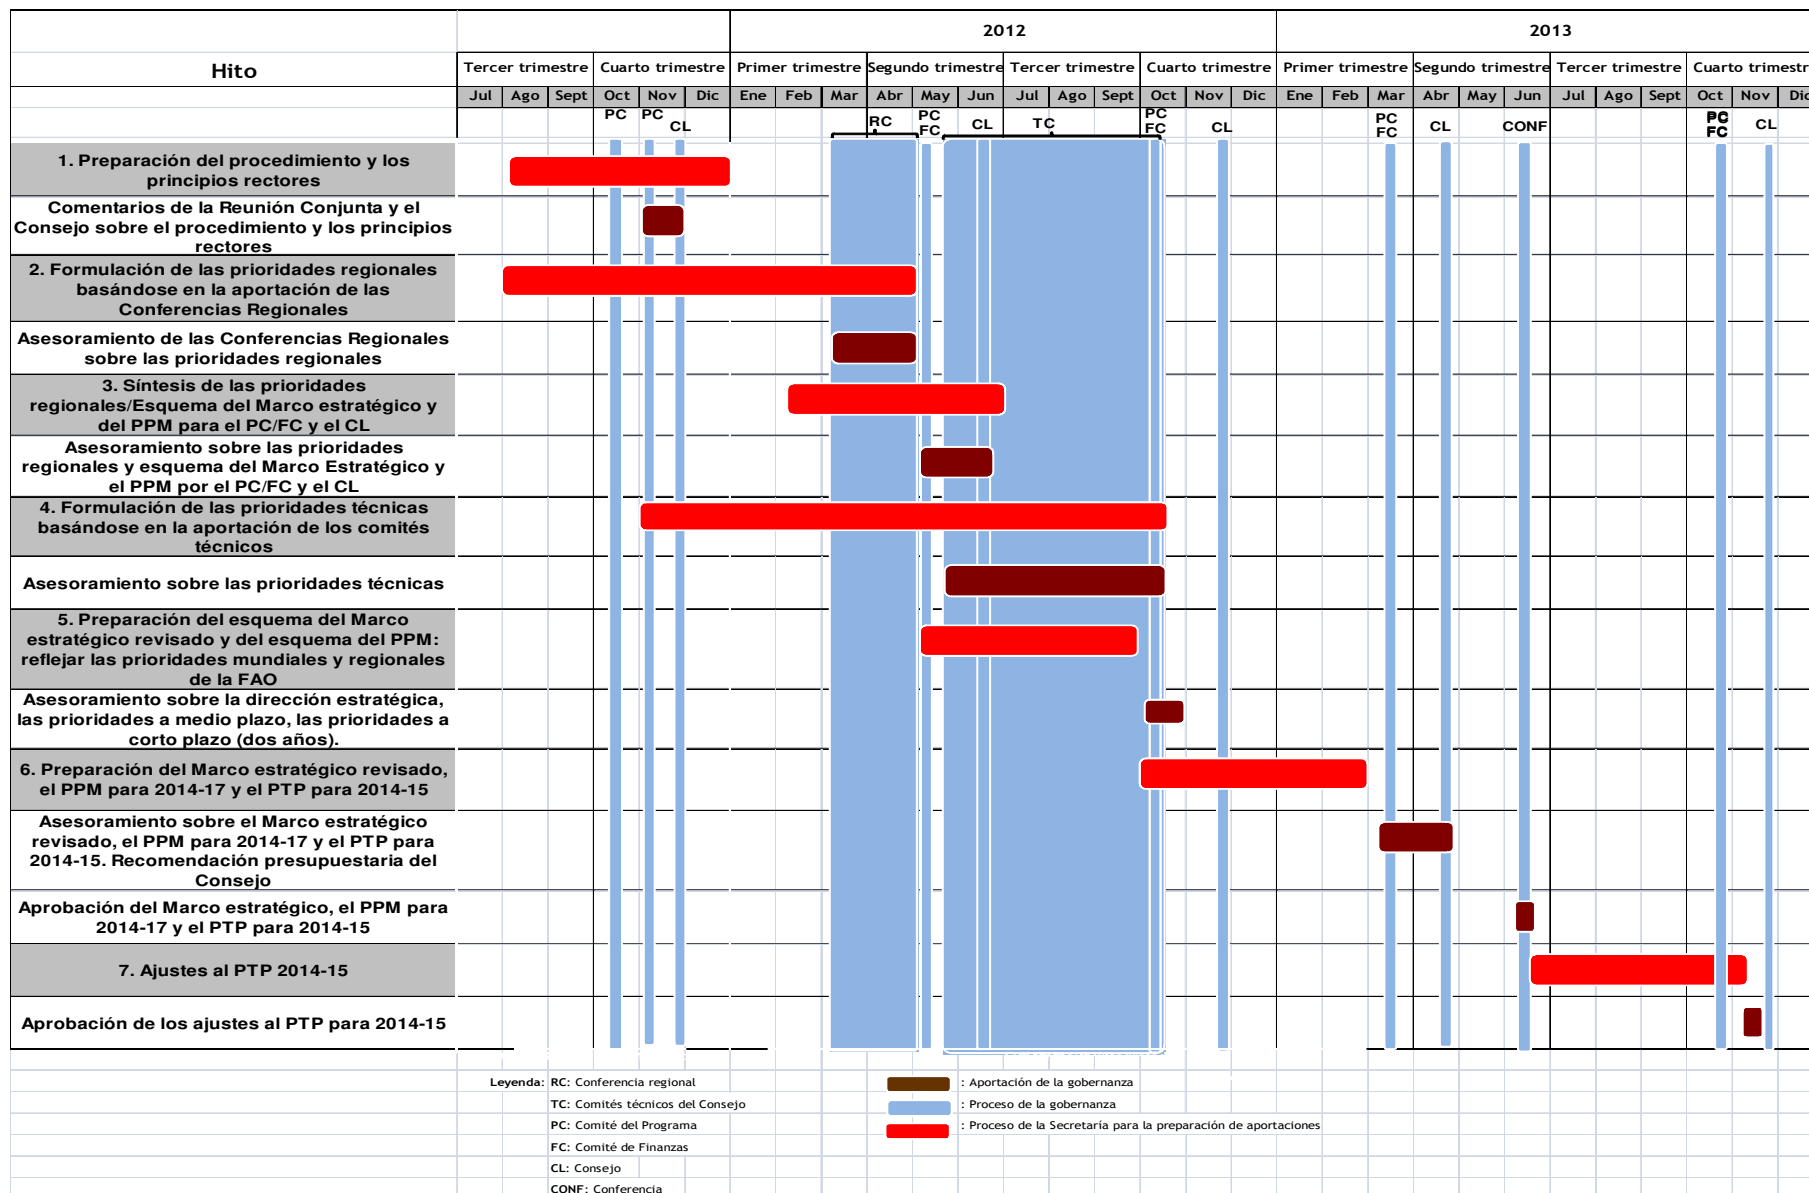 2012
2013
Hito
Tercer trimestre
Cuarto trimestre
Primer trimestre
Segundo trimestre
Tercer trimestre
Cuarto trimestre
Primer trimestre
Segundo trimestre
Tercer trimestre
Cuarto trimestr
Jul Ago Sept Oct Nov Dic Ene Feb Mar Abr May Jun Jul Ago Sept Oct Nov Dic Ene Feb Mar Abr May Jun Jul Ago Sept Oct Nov Dic
PC
PC
CL
RC
PC
FC
CL
TC
PC
FC
CL
PC
FC
CL
CONF
PC
FC
CL
1. Preparación del procedimiento y los
principios rectores
Comentarios de la Reunión Conjunta y el
Consejo sobre el procedimiento y los principios
rectores
2. Formulación de las prioridades regionales
basándose en la aportación de las
Conferencias Regionales
Asesoramiento de las Conferencias Regionales
sobre las prioridades regionales
3. Síntesis de las prioridades
regionales/Esquema del Marco estratégico y
del PPM para el PC/FC y el CL
Asesoramiento sobre las prioridades
regionales y esquema del Marco Estratégico y
el PPM por el PC/FC y el CL
4. Formulación de las prioridades técnicas
basándose en la aportación de los comités
técnicos
Asesoramiento sobre las prioridades técnicas
5. Preparación del esquema del Marco
estratégico revisado y del esquema del PPM:
reflejar las prioridades mundiales y regionales
de la FAO
Asesoramiento sobre la dirección estratégica,
las prioridades a medio plazo, las prioridades a
corto plazo (dos años).
6. Preparación del Marco estratégico revisado,
el PPM para 2014-17 y el PTP para 2014-15
Asesoramiento sobre el Marco estratégico
revisado, el PPM para 2014-17 y el PTP para
2014-15. Recomendación presupuestaria del
Consejo
Aprobación del Marco estratégico, el PPM para
2014-17 y el PTP para 2014-15
7. Ajustes al PTP 2014-15
Aprobación de los ajustes al PTP para 2014-15
Leyenda: RC: Conferencia regional
TC: Comités técnicos del Consejo
PC: Comité del Programa
FC: Comité de Finanzas
CL: Consejo
CONF: Conferencia
: Aportación de la gobernanza
: Proceso de la gobernanza
: Proceso de la Secretaría para la preparación de aportaciones